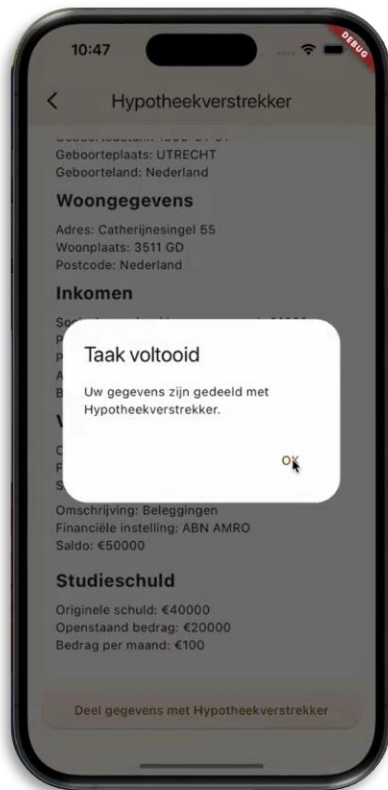 10:47
DEBUG
Hypotheekverstrekker
Geboorteplaats: UTRECHT
Geboorteland: Nederland
Woongegevens
Adres: Catherijnesingel 55
Woonplaats: 3511 GD
Postcode: Nederland
Inkomen
Taak voltooid
Uw gegevens zijn gedeeld met
Hypotheekverstrekker.
OK
Omschrijving: Beleggingen
Financiële instelling: ABN AMRO
Saldo: €50000
Studieschuld
Originele schuld: €40000
Openstaand bedrag: €20000
Bedrag per maand: €100
Deel gegevens met Hypotheekverstrekker